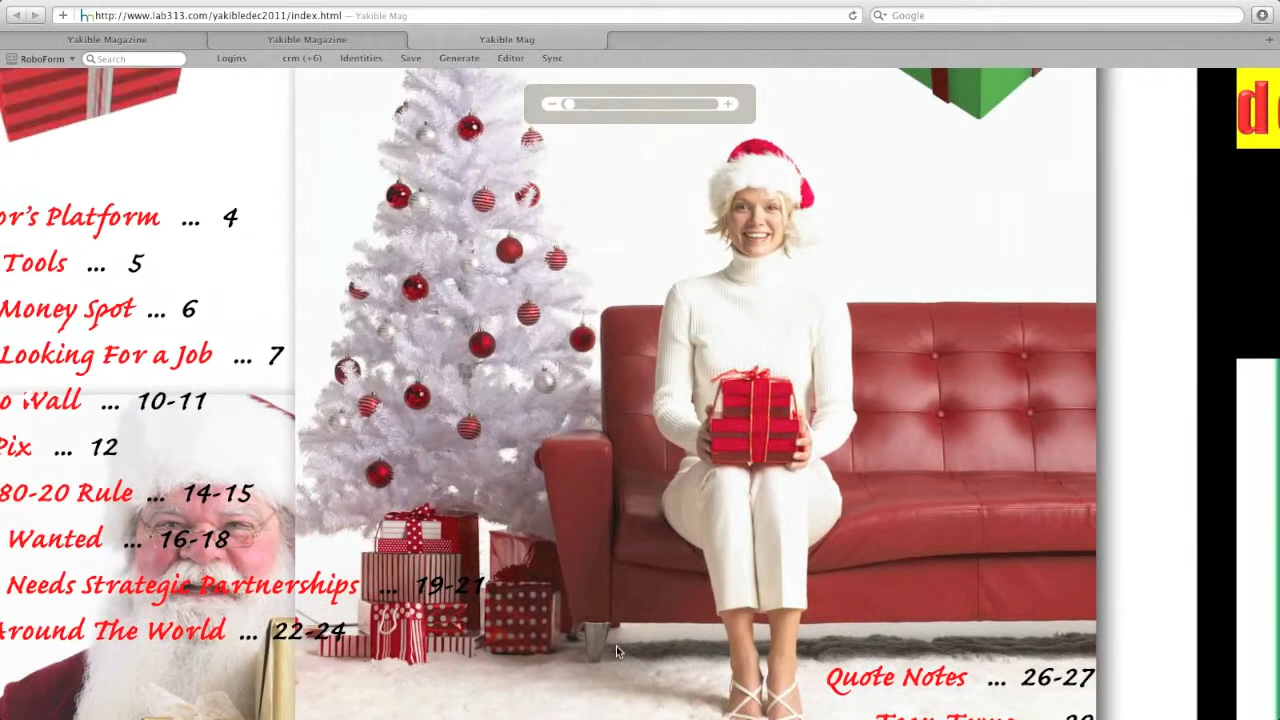 http://www.lab313.com/yakibledec2011/index.html — Yakible Mag
Google
Yakible Magazine
Yakible Magazine
Yakible Mag
RoboForm
Search
Logins
crm (+6)
Identities
Save
Generate
Editor
Sync
or's Platform ... 4
Tools ... 5
Money Spot ... 6
Looking For a Job ... 7
o Wall ... 10-11
Pix ... 12
80-20 Rule ... 14-15
Wanted ... 16-18
Needs Strategic Partnerships ... 19-21
Around The World ... 22-24
Quote Notes ... 26-27